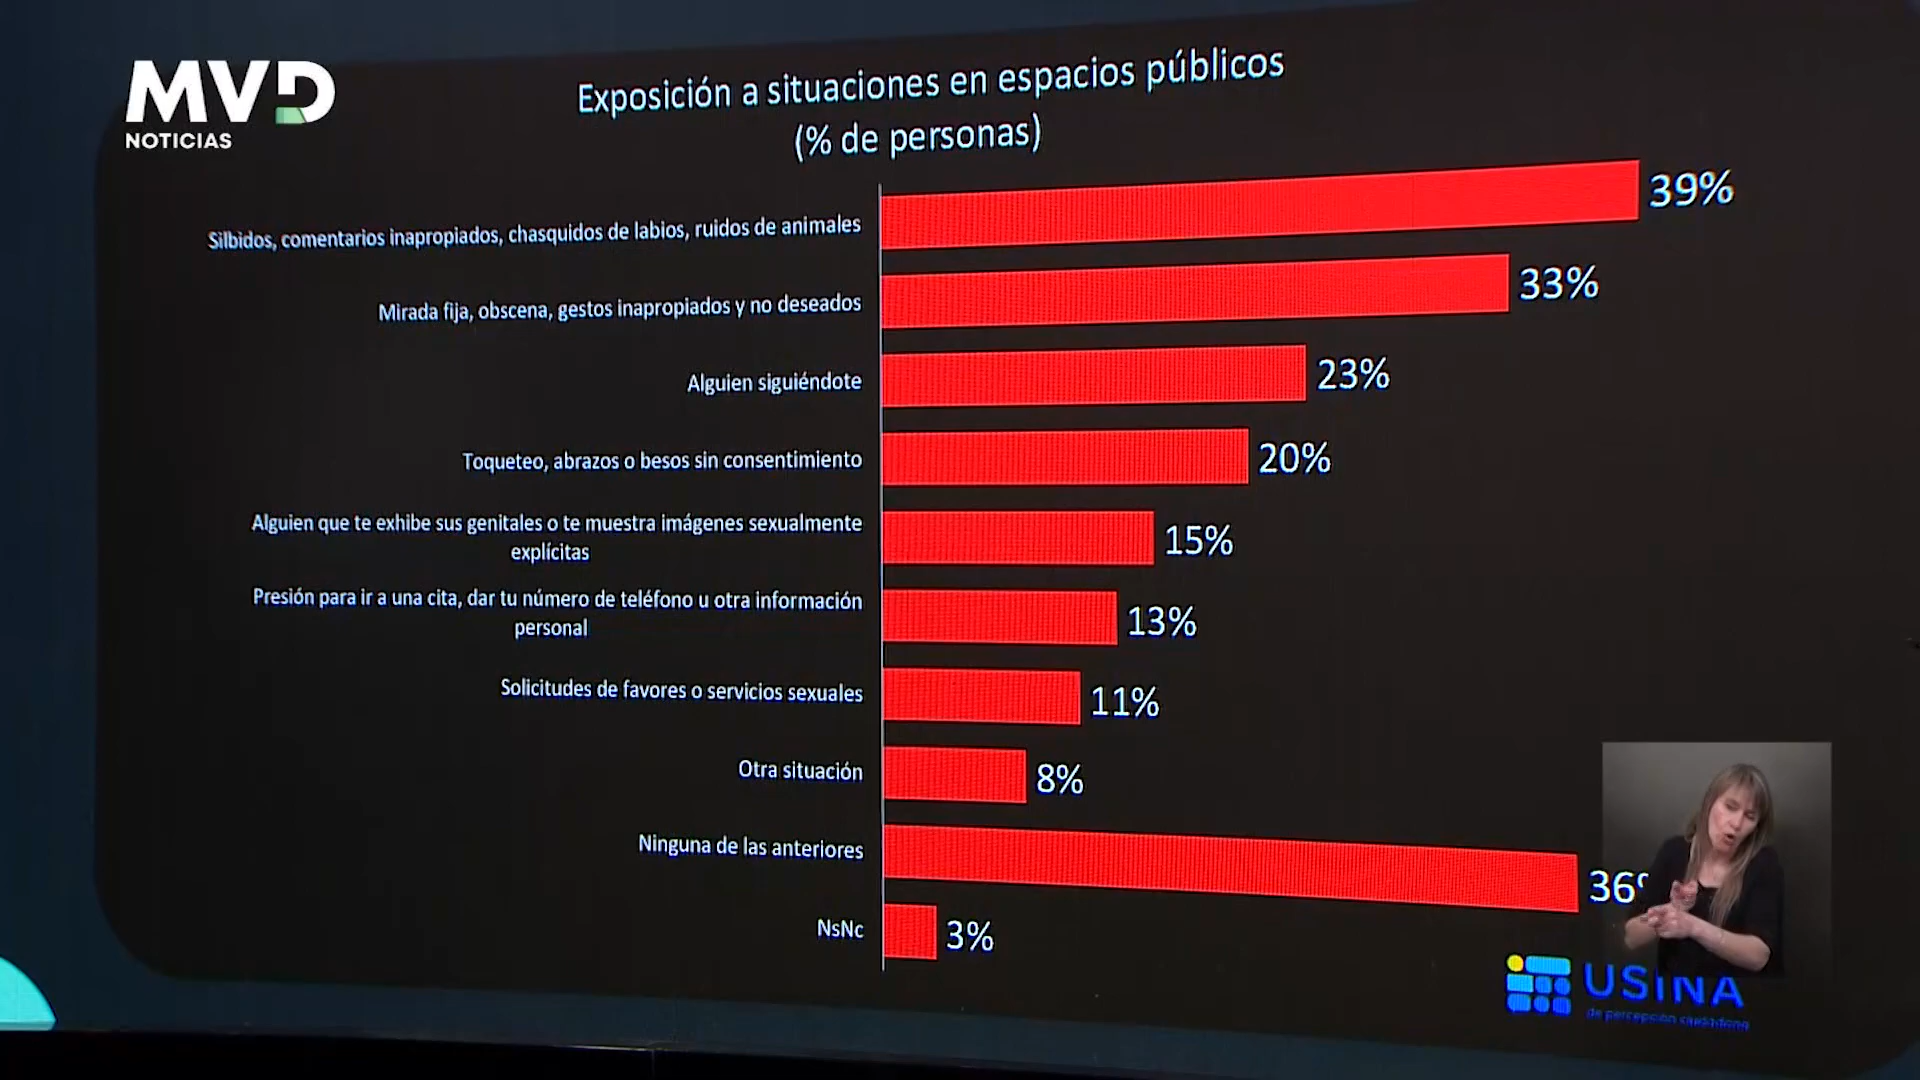 MVD
NOTICIAS
Exposición a situaciones en espacios públicos
(% de personas)
Silbidos, comentarios inapropiados, chasquidos de labios, ruidos de animales
39%
Mirada fija, obscena, gestos inapropiados y no deseados
33%
Alguien siguiéndote
23%
Toqueteo, abrazos o besos sin consentimiento
20%
Alguien que te exhibe sus genitales o te muestra imágenes sexualmente
explícitas
15%
Presión para ir a una cita, dar tu número de teléfono u otra información
personal
13%
Solicitudes de favores o servicios sexuales
11%
Otra situación
8%
Ninguna de las anteriores
36
NsNc
3%
USINA
de percepción ciudadana